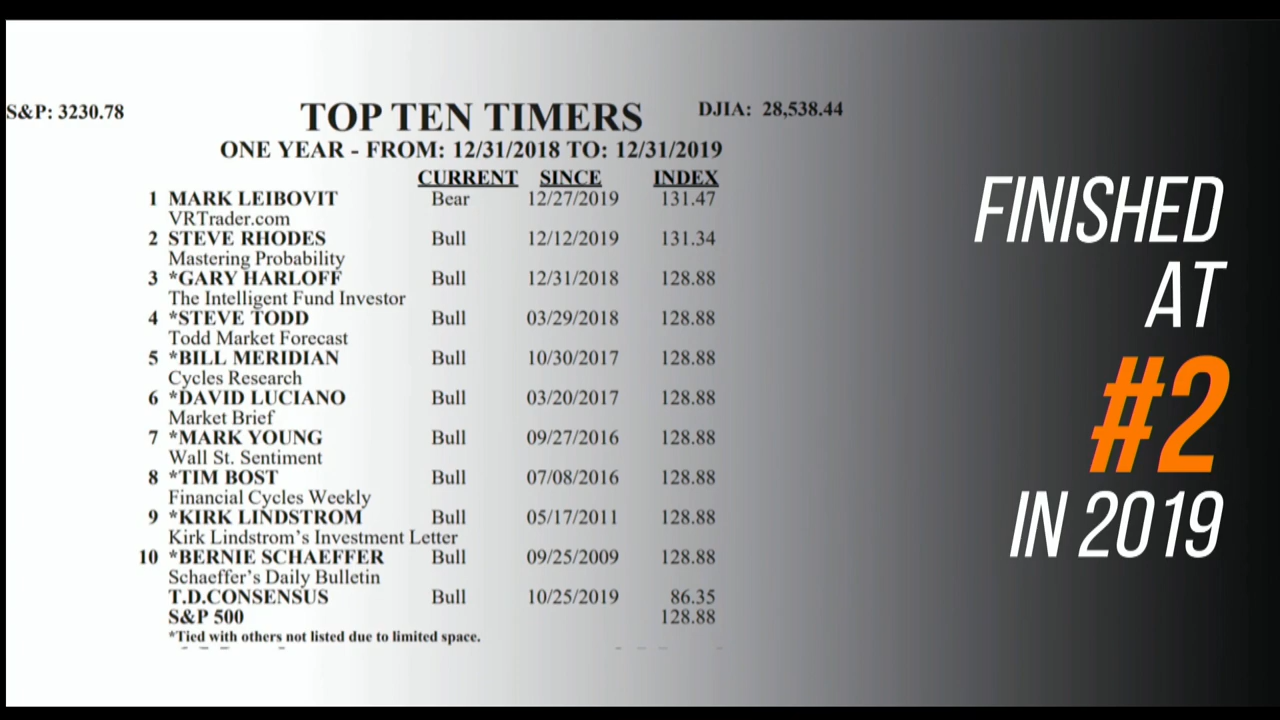 S&P: 3230.78
TOP TEN TIMERS
DJIA: 28,538.44
ONE YEAR - FROM: 12/31/2018 TO: 12/31/2019
CURRENT SINCE INDEX
1 MARK LEIBOVIT Bear 12/27/2019 131.47
VRTrader.com
2 STEVE RHODES Bull 12/12/2019 131.34
Mastering Probability
3 *GARY HARLOFF Bull 12/31/2018 128.88
The Intelligent Fund Investor
4 *STEVE TODD Bull 03/29/2018 128.88
Todd Market Forecast
5 *BILL MERIDIAN Bull 10/30/2017 128.88
Cycles Research
6 *DAVID LUCIANO Bull 03/20/2017 128.88
Market Brief
7 *MARK YOUNG Bull 09/27/2016 128.88
Wall St. Sentiment
8 *TIM BOST Bull 07/08/2016 128.88
Financial Cycles Weekly
9 *KIRK LINDSTROM Bull 05/17/2011 128.88
Kirk Lindstrom's Investment Letter
10 *BERNIE SCHAEFFER Bull 09/25/2009 128.88
Schaeffer's Daily Bulletin
T.D.CONSENSUS Bull 10/25/2019 86.35
S&P 500 128.88
*Tied with others not listed due to limited space.
FINISHED
AT
#2
IN 2019